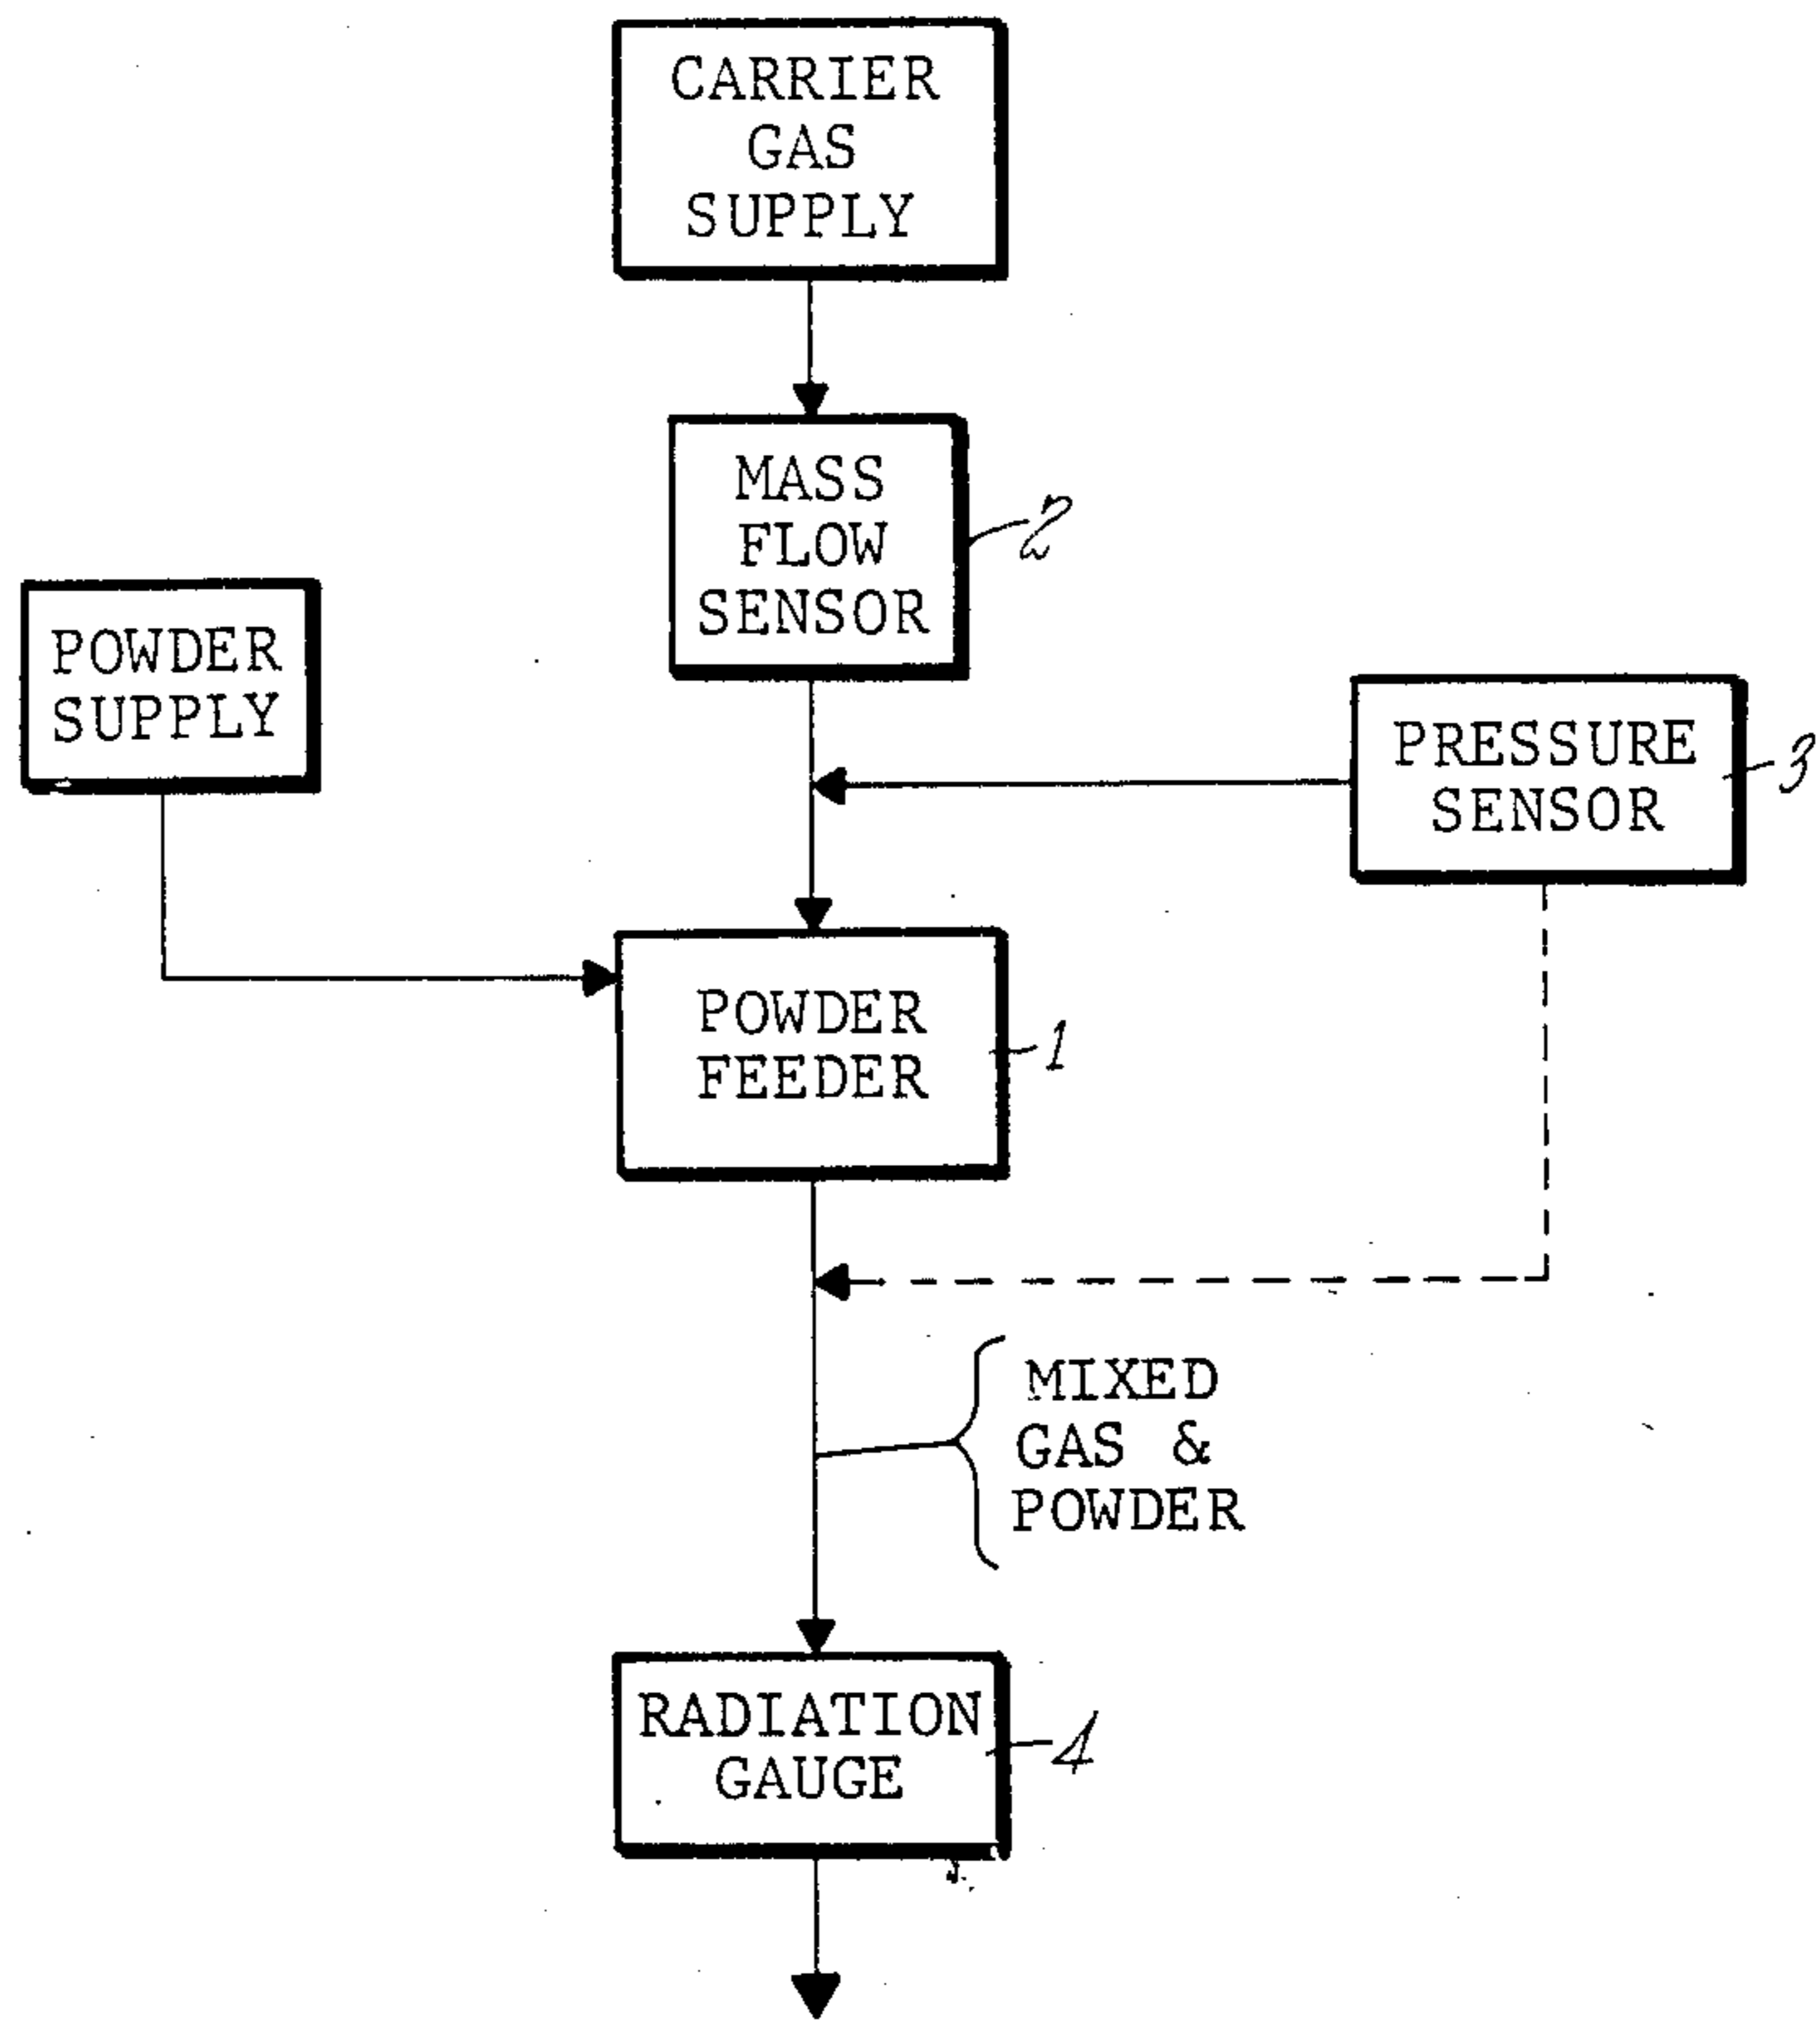 CARRIER
GAS
SUPPLY
MASS
FLOW
SENSOR
2
POWDER
SUPPLY
PRESSURE
SENSOR
3
POWDER
FEEDER
1
MIXED
GAS &
POWDER
RADIATION
GAUGE
4